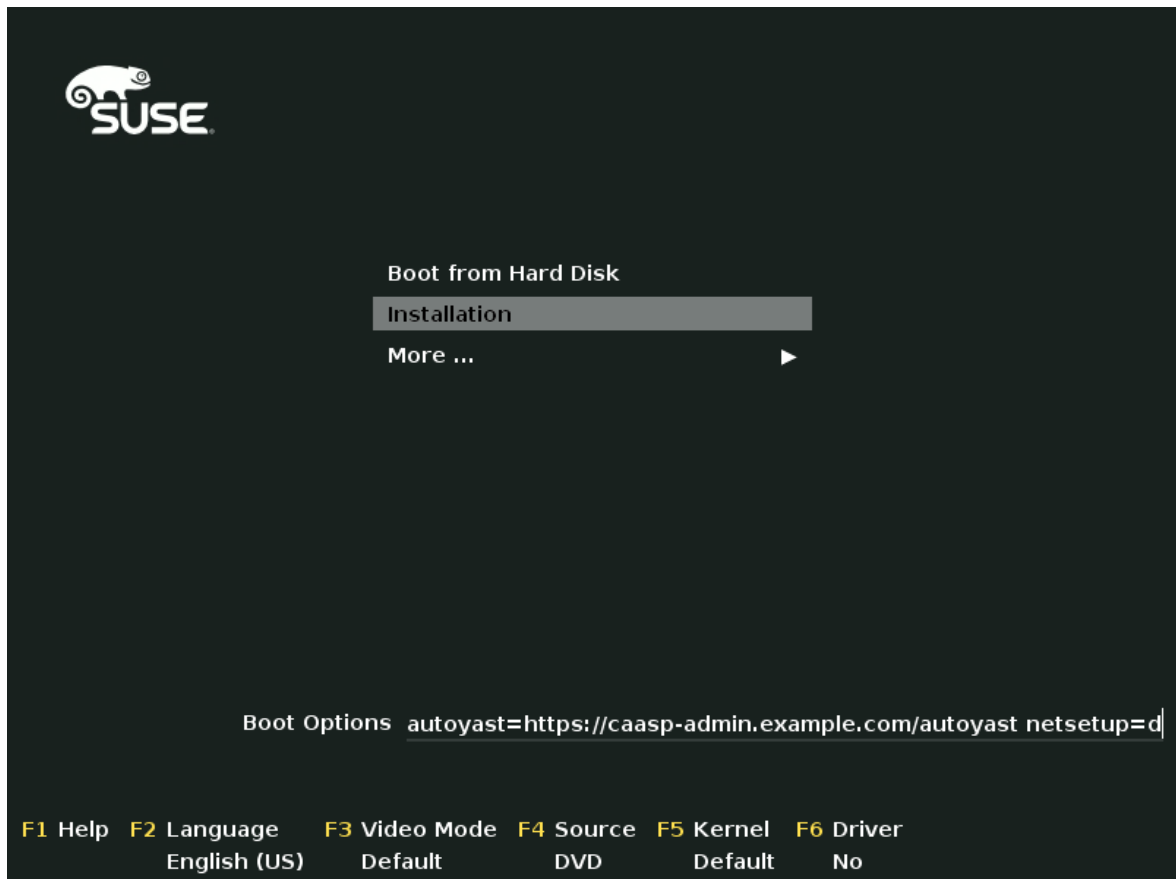 SUSE
Boot from Hard Disk
Installation
More ...
Boot Options autoyast=https://caasp-admin.example.com/autoyast netsetup=d
F1 Help F2 Language F3 Video Mode F4 Source F5 Kernel F6 Driver
English (US) Default DVD Default No